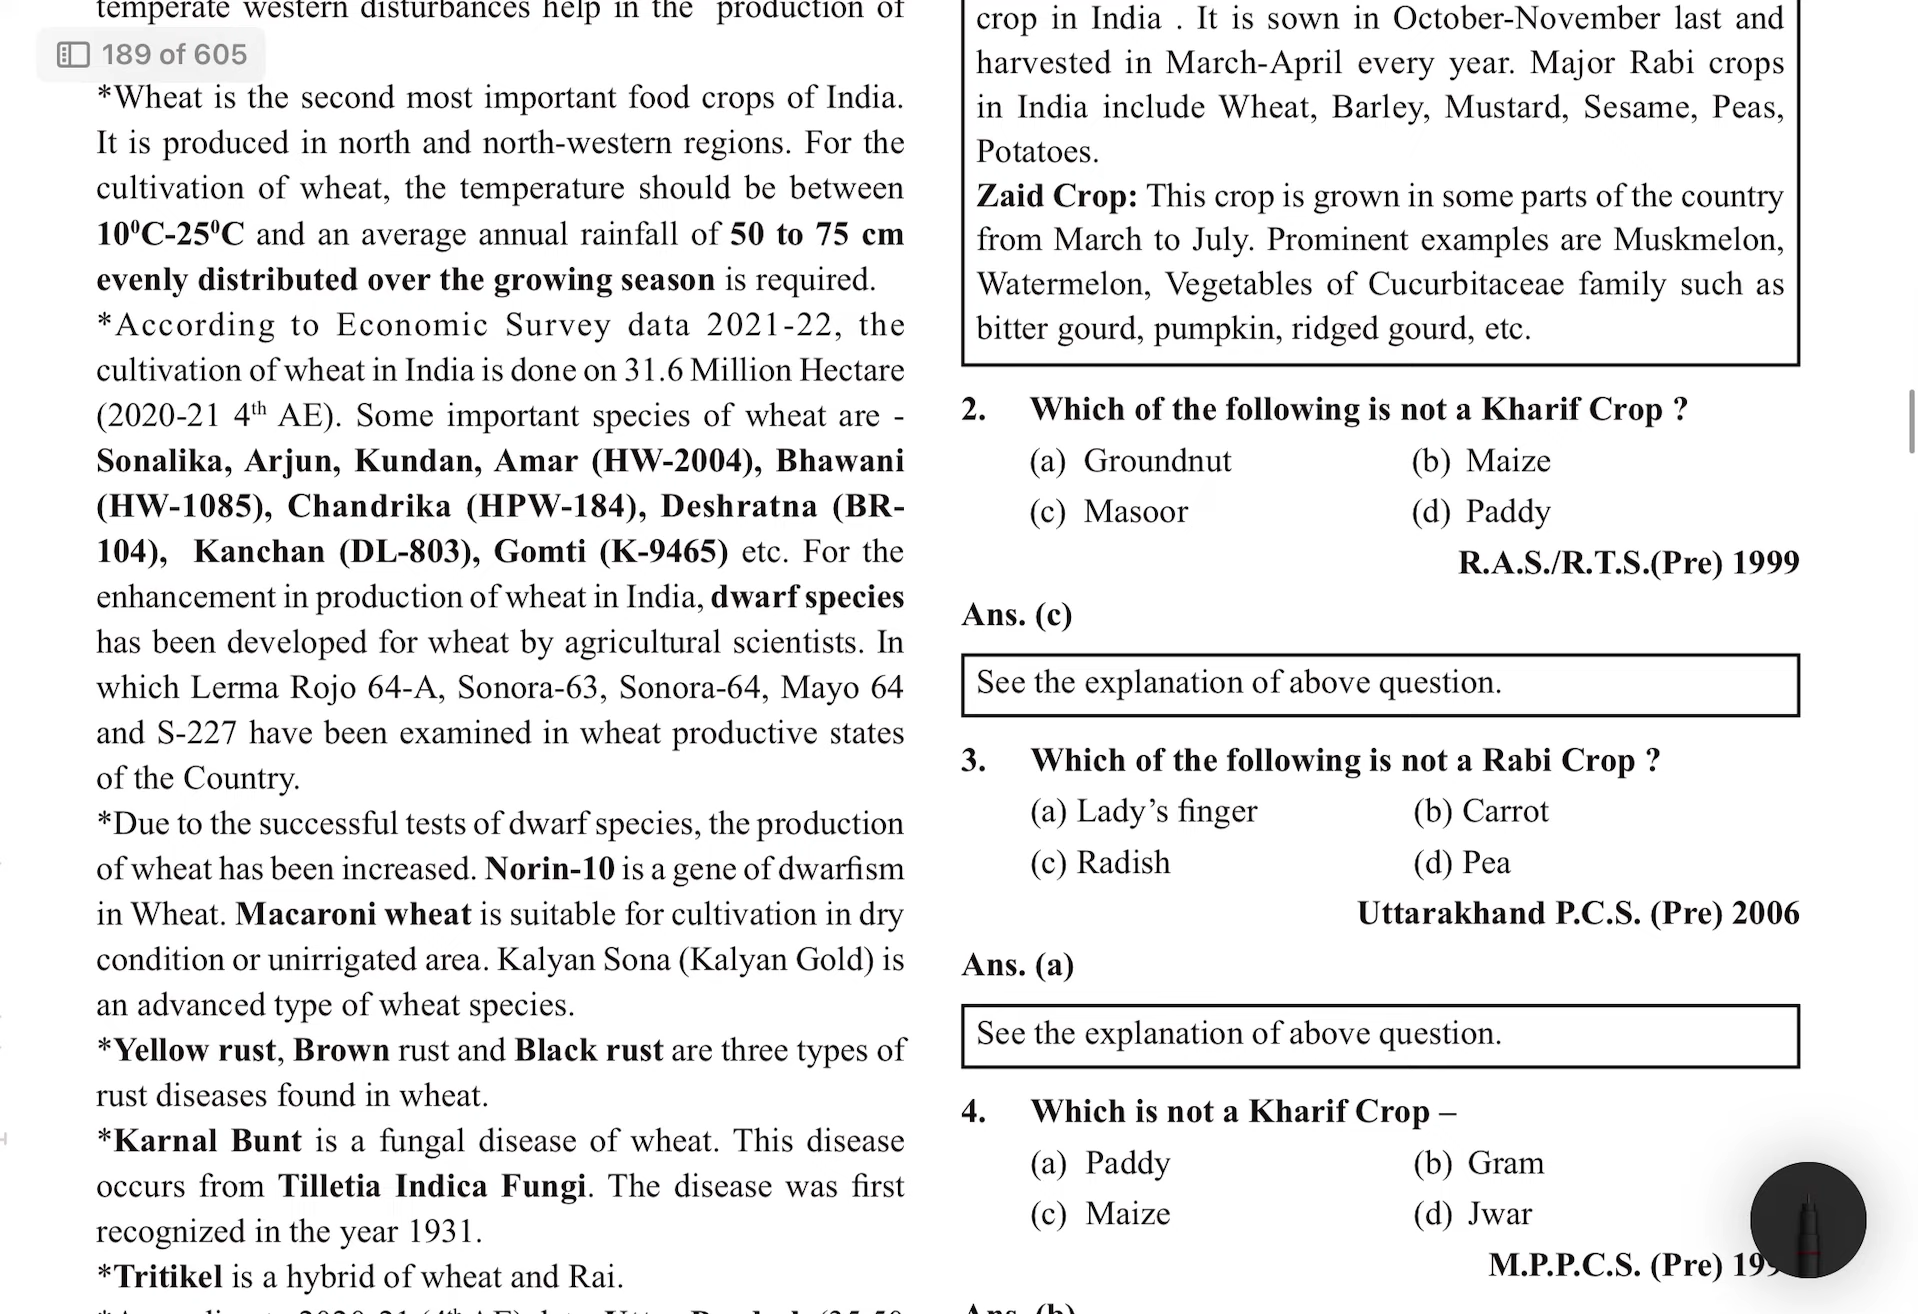 temperate western disturbances help in the production of
189 of 605
*Wheat is the second most important food crops of India.
It is produced in north and north-western regions. For the
cultivation of wheat, the temperature should be between
10⁰C-25⁰C and an average annual rainfall of 50 to 75 cm
evenly distributed over the growing season is required.
*According to Economic Survey data 2021-22, the
cultivation of wheat in India is done on 31.6 Million Hectare
(2020-21 4th AE). Some important species of wheat are -
Sonalika, Arjun, Kundan, Amar (HW-2004), Bhawani
(HW-1085), Chandrika (HPW-184), Deshratna (BR-
104), Kanchan (DL-803), Gomti (K-9465) etc. For the
enhancement in production of wheat in India, dwarf species
has been developed for wheat by agricultural scientists. In
which Lerma Rojo 64-A, Sonora-63, Sonora-64, Mayo 64
and S-227 have been examined in wheat productive states
of the Country.
*Due to the successful tests of dwarf species, the production
of wheat has been increased. Norin-10 is a gene of dwarfism
in Wheat. Macaroni wheat is suitable for cultivation in dry
condition or unirrigated area. Kalyan Sona (Kalyan Gold) is
an advanced type of wheat species.
*Yellow rust, Brown rust and Black rust are three types of
rust diseases found in wheat.
*Karnal Bunt is a fungal disease of wheat. This disease
occurs from Tilletia Indica Fungi. The disease was first
recognized in the year 1931.
*Tritikel is a hybrid of wheat and Rai.
crop in India . It is sown in October-November last and
harvested in March-April every year. Major Rabi crops
in India include Wheat, Barley, Mustard, Sesame, Peas,
Potatoes.
Zaid Crop: This crop is grown in some parts of the country
from March to July. Prominent examples are Muskmelon,
Watermelon, Vegetables of Cucurbitaceae family such as
bitter gourd, pumpkin, ridged gourd, etc.
2. Which of the following is not a Kharif Crop ?
(a) Groundnut (b) Maize
(c) Masoor (d) Paddy
R.A.S./R.T.S.(Pre) 1999
Ans. (c)
See the explanation of above question.
3. Which of the following is not a Rabi Crop ?
(a) Lady's finger (b) Carrot
(c) Radish (d) Pea
Uttarakhand P.C.S. (Pre) 2006
Ans. (a)
See the explanation of above question.
4. Which is not a Kharif Crop –
(a) Paddy (b) Gram
(c) Maize (d) Jwar
M.P.P.C.S. (Pre)
Ans. (b)